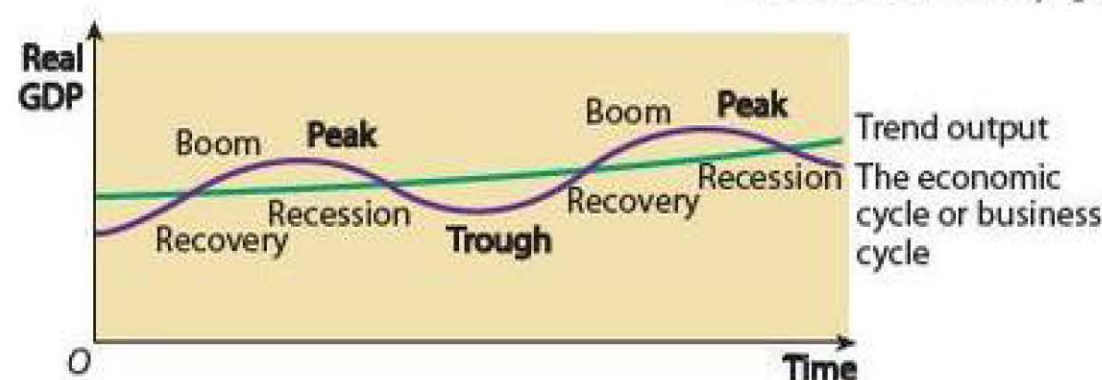 Real
GDP
Boom
Peak
Boom
Peak
Trend output
Recovery
Recession
Trough
Recovery
Recession
The economic
cycle or business
cycle
O
Time